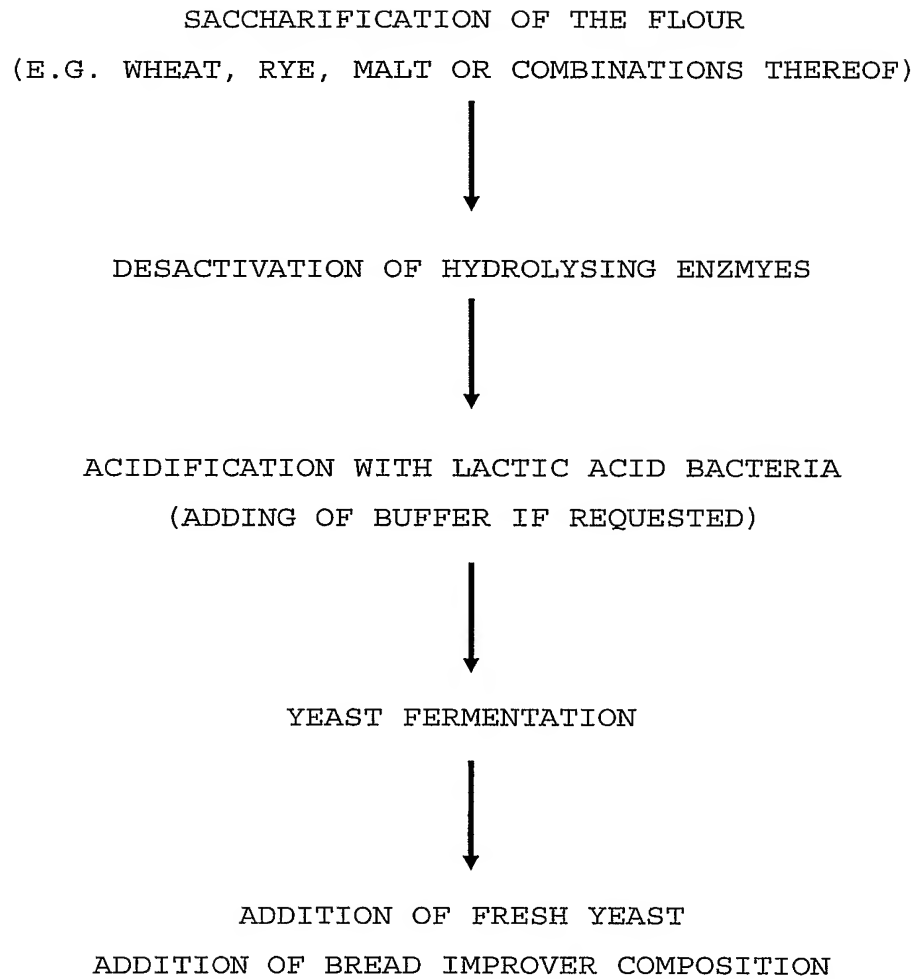 SACCHARIFICATION OF THE FLOUR
(E.G. WHEAT, RYE, MALT OR COMBINATIONS THEREOF)
DESACTIVATION OF HYDROLYSING ENZMYES
ACIDIFICATION WITH LACTIC ACID BACTERIA
(ADDING OF BUFFER IF REQUESTED)
YEAST FERMENTATION
ADDITION OF FRESH YEAST
ADDITION OF BREAD IMPROVER COMPOSITION